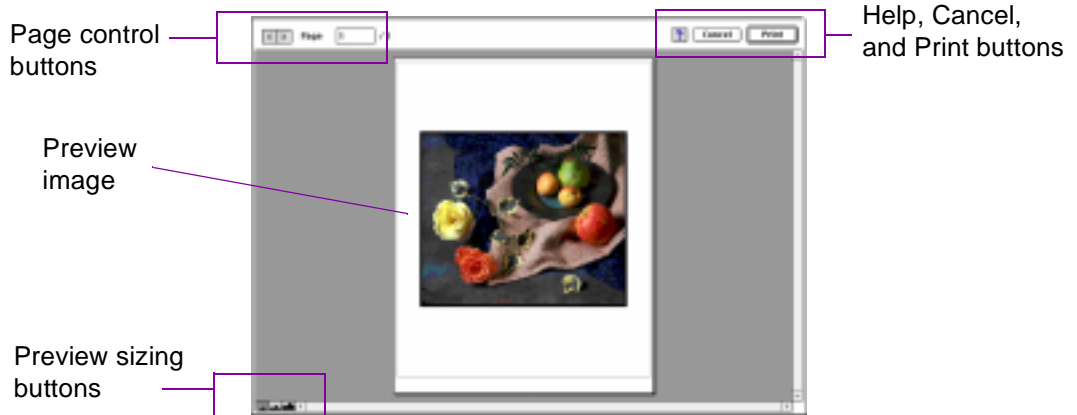 Page control
buttons
Page
Cancel
Print
Help, Cancel,
and Print buttons
Preview
image
Preview sizing
buttons